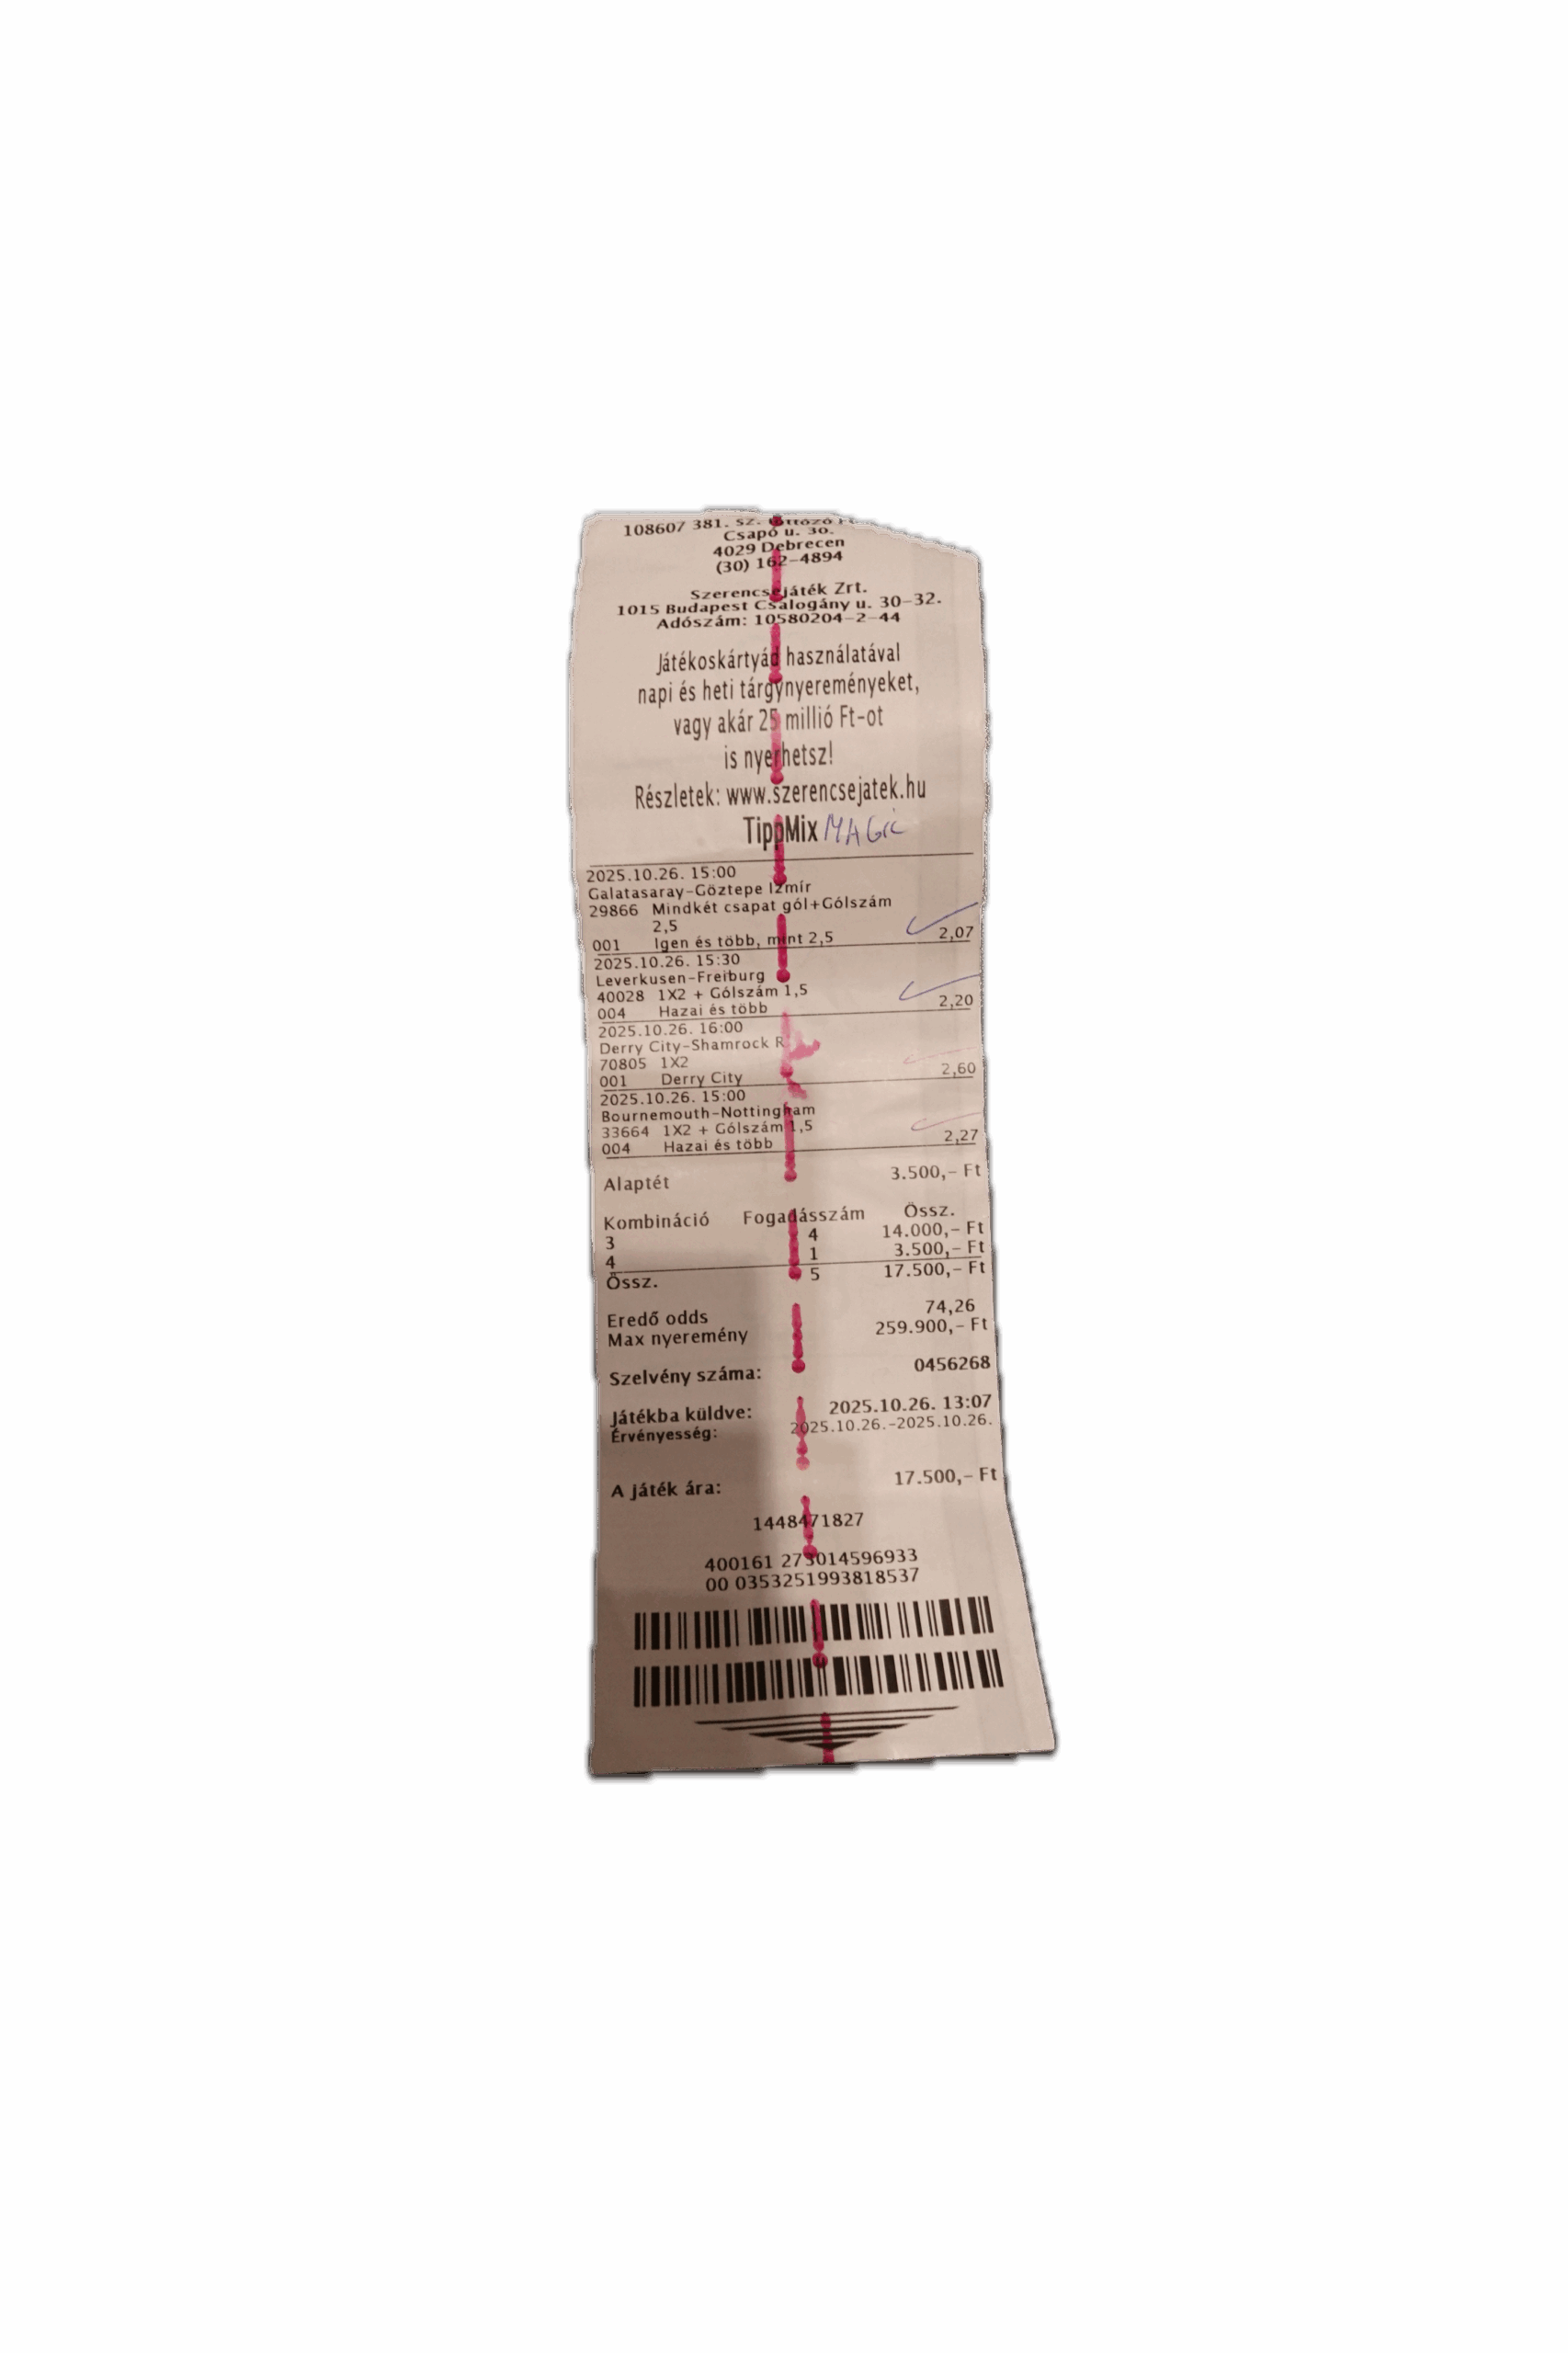 108607 381. sz. Lottózó
Csapó u. 30.
4029 Debrecen
(30) 162-4894
Szerencsejáték Zrt.
1015 Budapest Csalogány u. 30-32.
Adószám: 10580204-2-44
Játékoskártyád használatával
napi és heti tárgynyereményeket,
vagy akár 25 millió Ft-ot
is nyerhetsz!
Részletek: www.szerencsejatek.hu
TippMix MAGIC
2025.10.26. 15:00
Galatasaray-Göztepe Izmír
29866 Mindkét csapat gól+Gólszám
2,5
001 Igen és több, mint 2,5 2,07
2025.10.26. 15:30
Leverkusen-Freiburg
40028 1X2 + Gólszám 1,5
004 Hazai és több 2,20
2025.10.26. 16:00
Derry City-Shamrock R
70805 1X2
001 Derry City 2,60
2025.10.26. 15:00
Bournemouth-Nottingham
33664 1X2 + Gólszám 1,5
004 Hazai és több 2,27
Alaptét 3.500,- Ft
Kombináció Fogadásszám Össz.
3 4 14.000,- Ft
4 1 3.500,- Ft
Össz. 5 17.500,- Ft
Eredő odds 74,26
Max nyeremény 259.900,- Ft
Szelvény száma: 0456268
Játékba küldve: 2025.10.26. 13:07
Érvényesség: 2025.10.26.-2025.10.26.
A játék ára: 17.500,- Ft
1448471827
400161 273014596933
00 0353251993818537